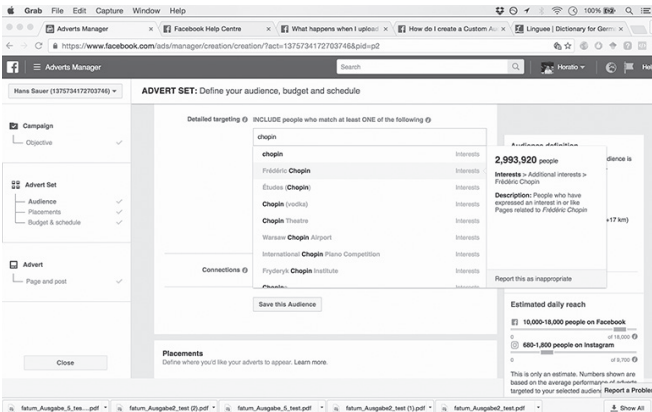 Grab File Edit Capture Window Help 100%
Adverts Manager Facebook Help Centre What happens when I upload How do I create a Custom Au Linguee | Dictionary for Germ
https://www.facebook.com/ads/manager/creation/creation/?act=1375734172703746&pid=p2
Adverts Manager Search Horatio
Hans Sauer (1375734172703746) ADVERT SET: Define your audience, budget and schedule
Campaign
Objective
Advert Set
Audience
Placements
Budget & schedule
Advert
Page and post
Close
Detailed targeting INCLUDE people who match at least ONE of the following
chopin
chopin Interests
Frédéric Chopin Interests
Études (Chopin) Interests
Chopin (vodka) Interests
Chopin Theatre Interests
Warsaw Chopin Airport Interests
International Chopin Piano Competition Interests
Fryderyk Chopin Institute Interests
Connections
Save this Audience
2,993,920 people
Interests > Additional interests >
Frédéric Chopin
Description: People who have
expressed an interest in or like
Pages related to Frédéric Chopin
Report this as inappropriate
Audience definition
+17 km)
Placements
Define where you'd like your adverts to appear. Learn more.
Estimated daily reach
10,000-18,000 people on Facebook
0 of 18,000
680-1,800 people on Instagram
0 of 8,700
This is only an estimate. Numbers shown are
based on the average performance of adverts
targeted to your selected audience
Report a Problem
fatum_Ausgabe_5_tes....pdf fatum_Ausgabe2_test (2).pdf fatum_Ausgabe_5_test.pdf fatum_Ausgabe2_test (1).pdf fatum_Ausgabe2_test.pdf Show All